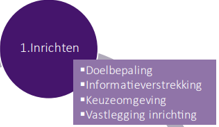 1.Inrichten
▪Doelbepaling
▪Informatieverstrekking
▪Keuzeomgeving
▪Vastlegging inrichting